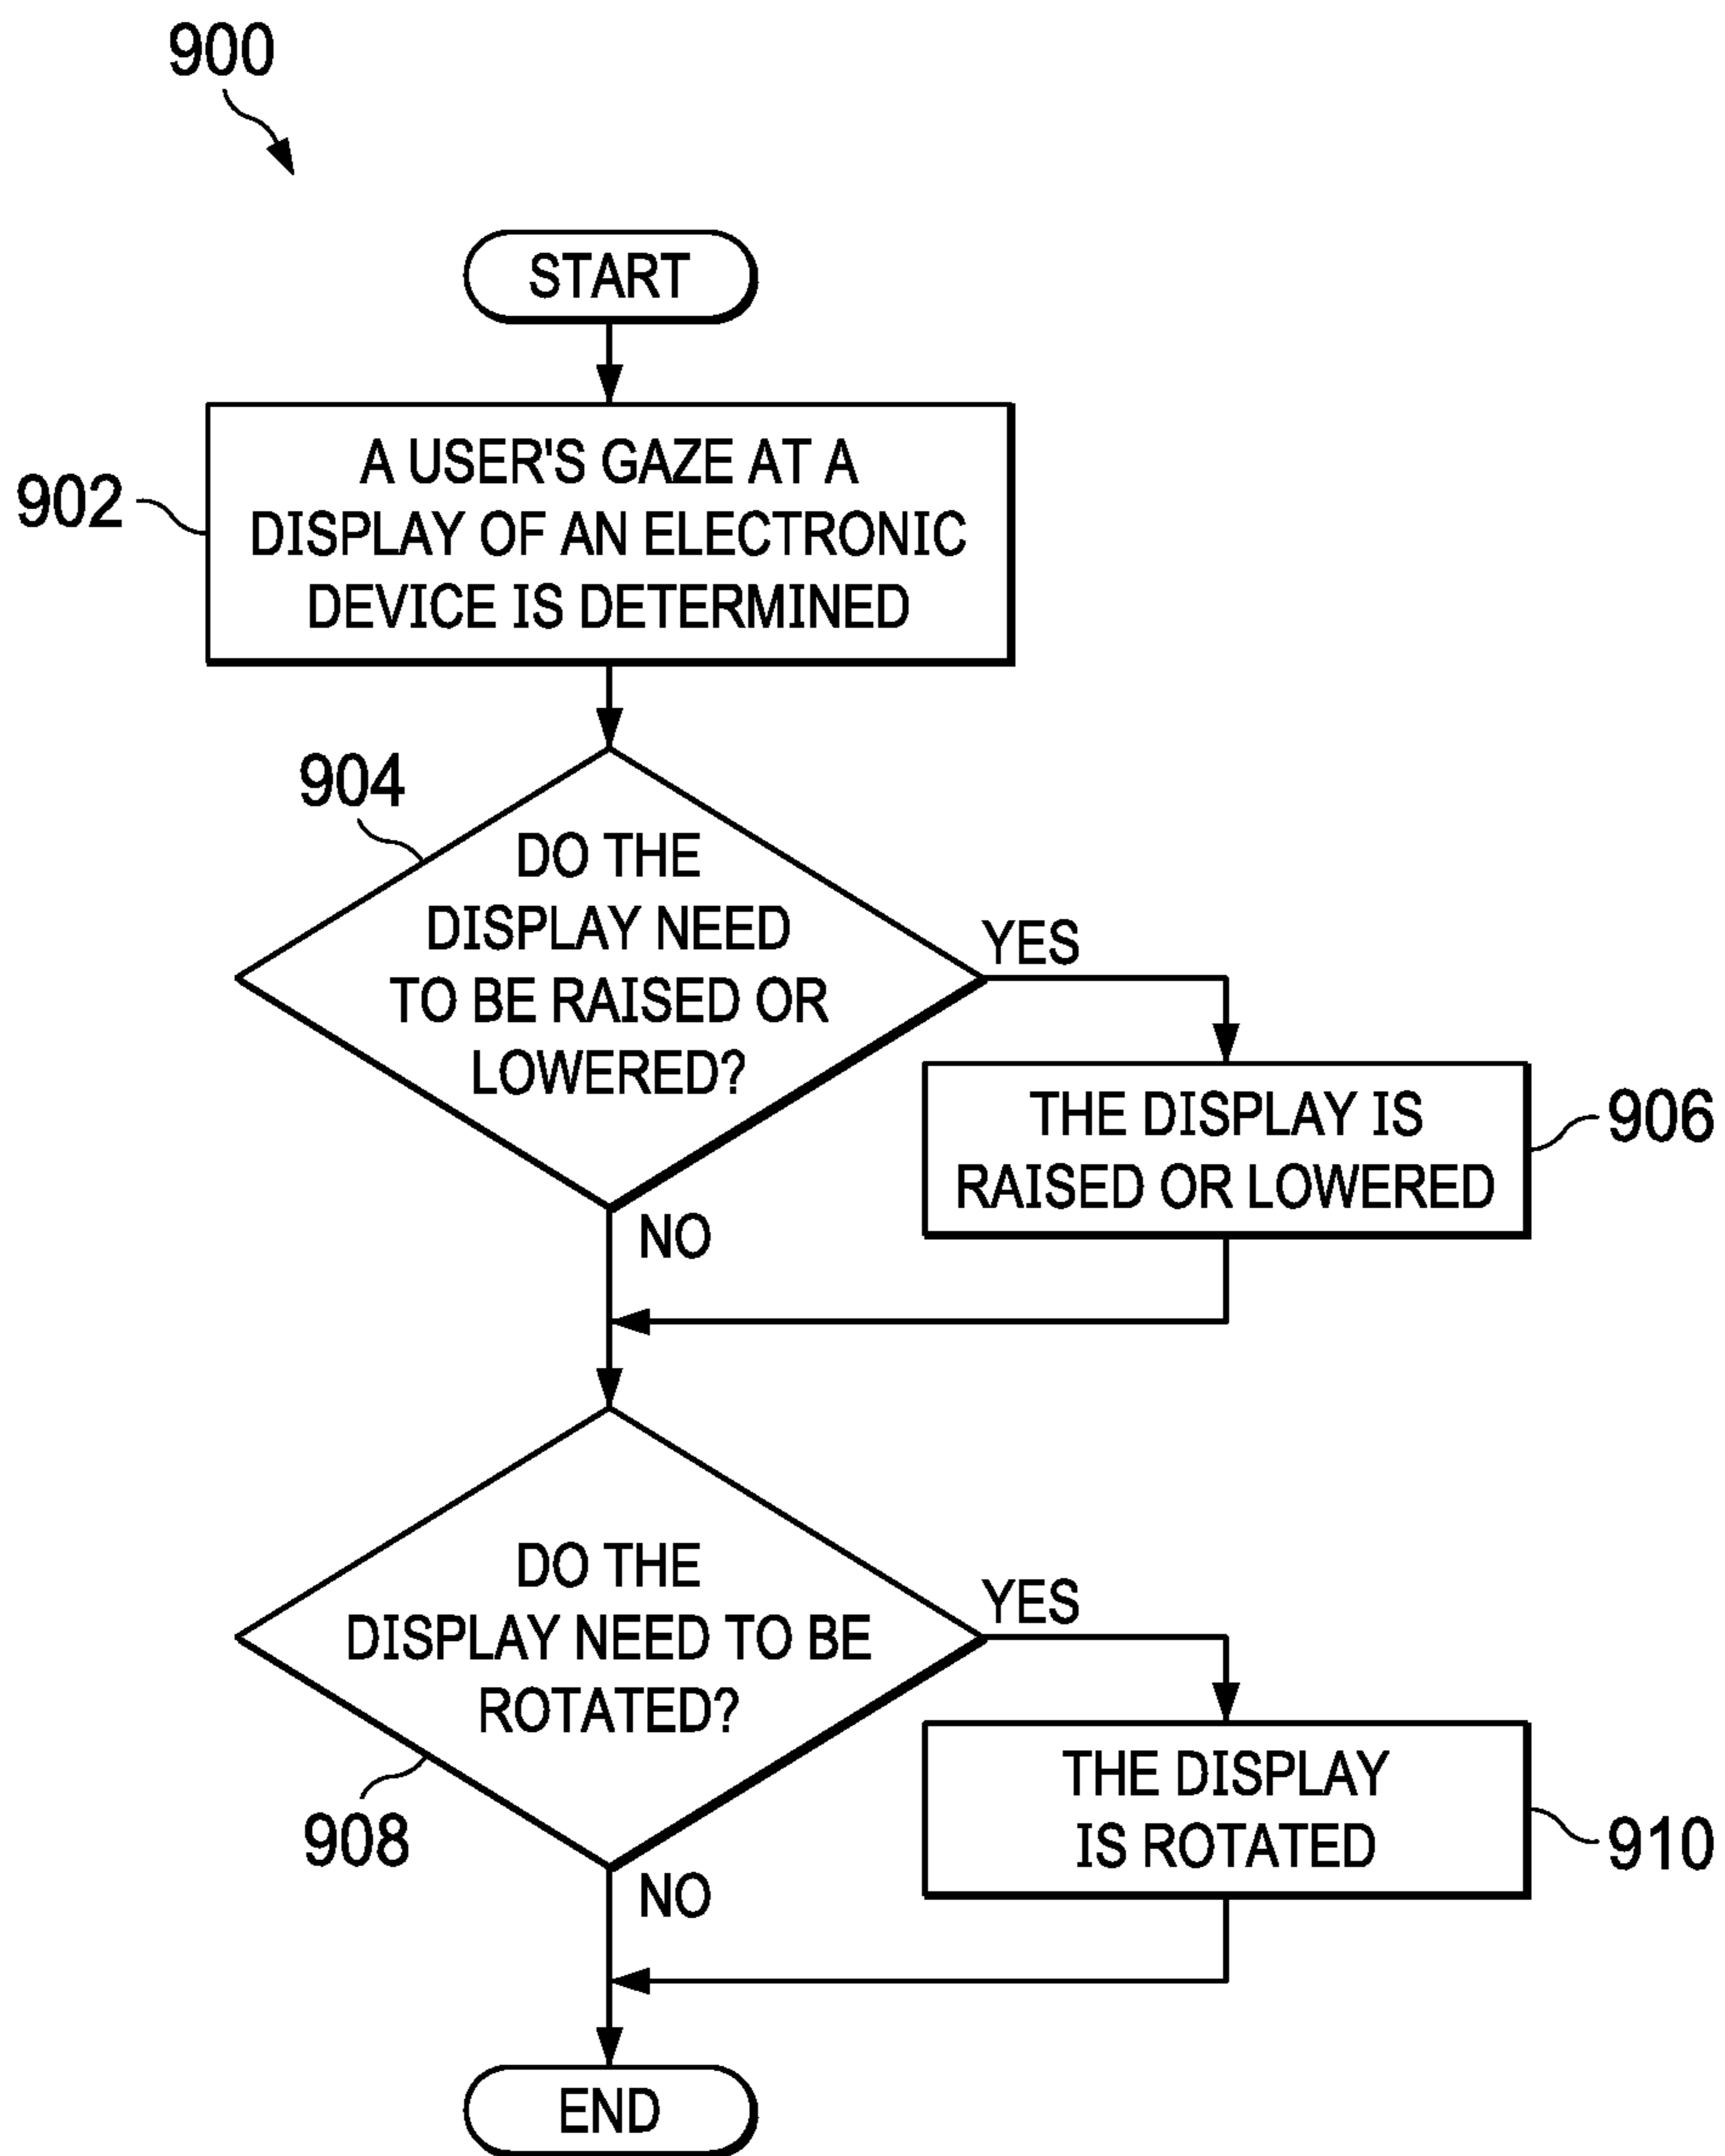 900
START
902
A USER'S GAZE AT A
DISPLAY OF AN ELECTRONIC
DEVICE IS DETERMINED
904
DO THE
DISPLAY NEED
TO BE RAISED OR
LOWERED?
YES
NO
THE DISPLAY IS
RAISED OR LOWERED
906
DO THE
DISPLAY NEED TO BE
ROTATED?
YES
908
NO
THE DISPLAY
IS ROTATED
910
END